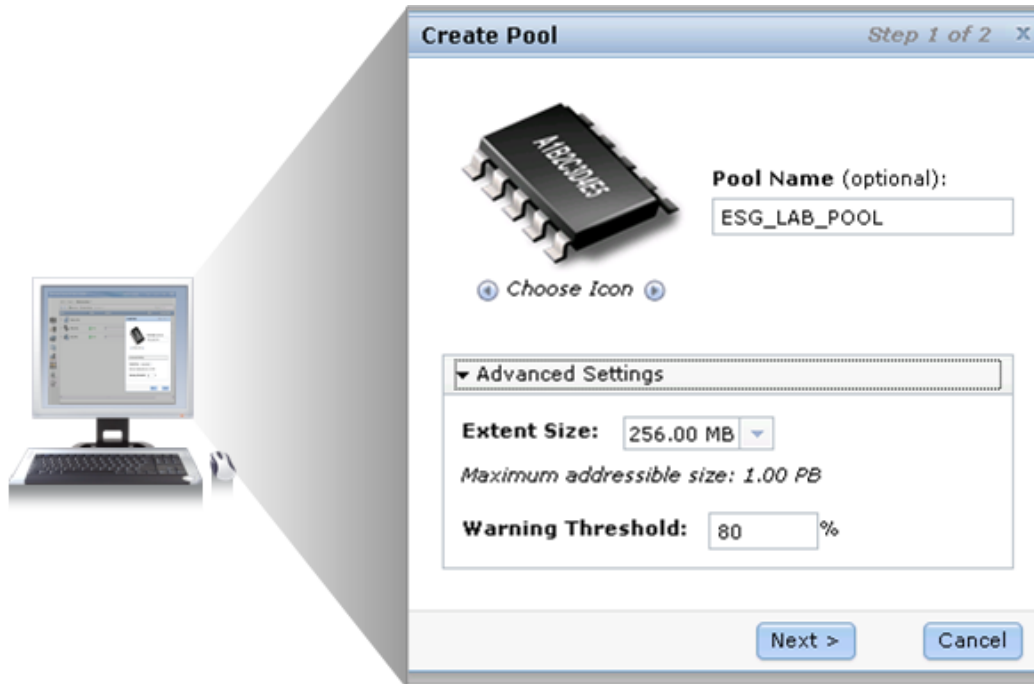 Create Pool
Step 1 of 2 x
A1B2C3D4E5
Pool Name (optional):
ESG_LAB_POOL
Choose Icon
Advanced Settings
Extent Size: 256.00 MB
Maximum addressible size: 1.00 PB
Warning Threshold: 80 %
Next >
Cancel